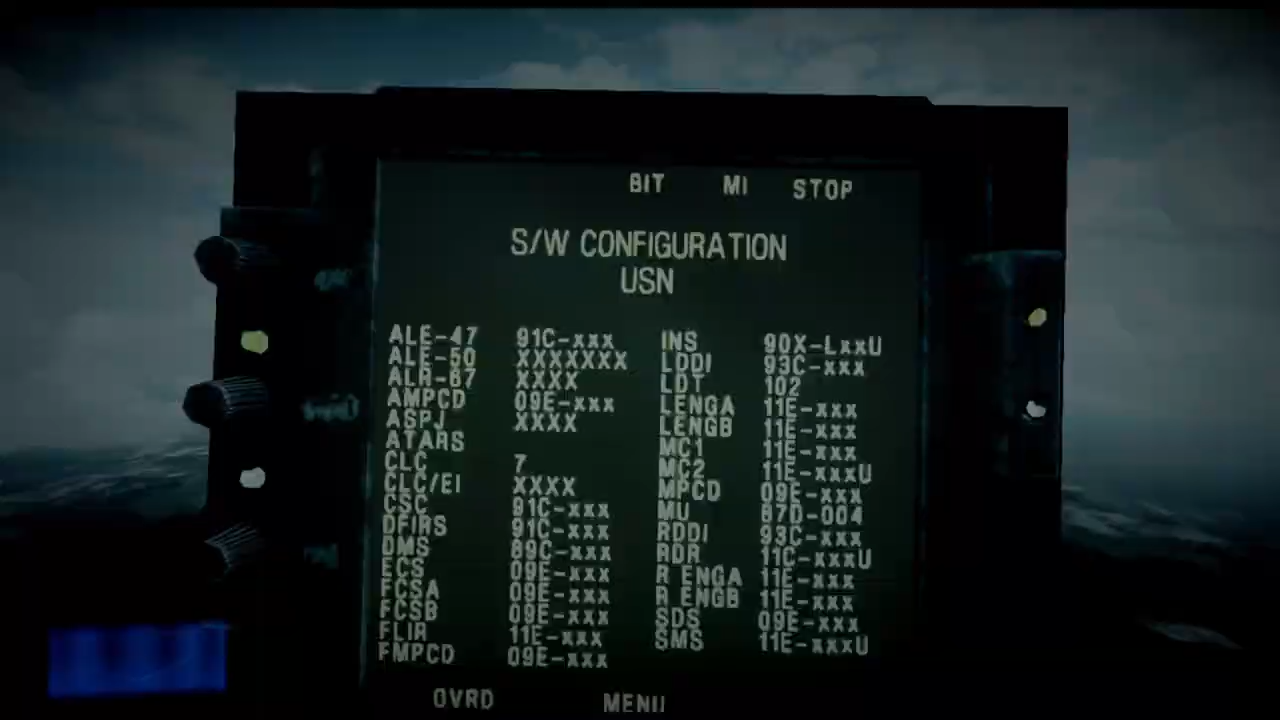 BIT MI STOP
S/W CONFIGURATION
USN
ALE-47 91C-xxx INS 90X-LxxU
ALE-50 XXXXXXX LDDI 93C-xxx
ALR-67 XXXX LDT 102
AMPCD 09E-xxx LENGA 11E-xxx
ASPJ XXXX LENGB 11E-xxx
ATARS MC1 11E-xxx
CLC 7 MC2 11E-xxxU
CLC/EI XXXX MPCD 09E-xxx
CSC 91C-xxx MU 87D-004
DFIRS 91C-xxx RDDI 93C-xxx
DMS 89C-xxx RDR 11C-xxxU
ECS 09E-xxx R ENGA 11E-xxx
FCSA 09E-xxx R ENGB 11E-xxx
FCSB 09E-xxx SDS 09E-xxx
FLIR 11E-xxx SMS 11E-xxxU
FMPCD 09E-xxx
OVRD MENU